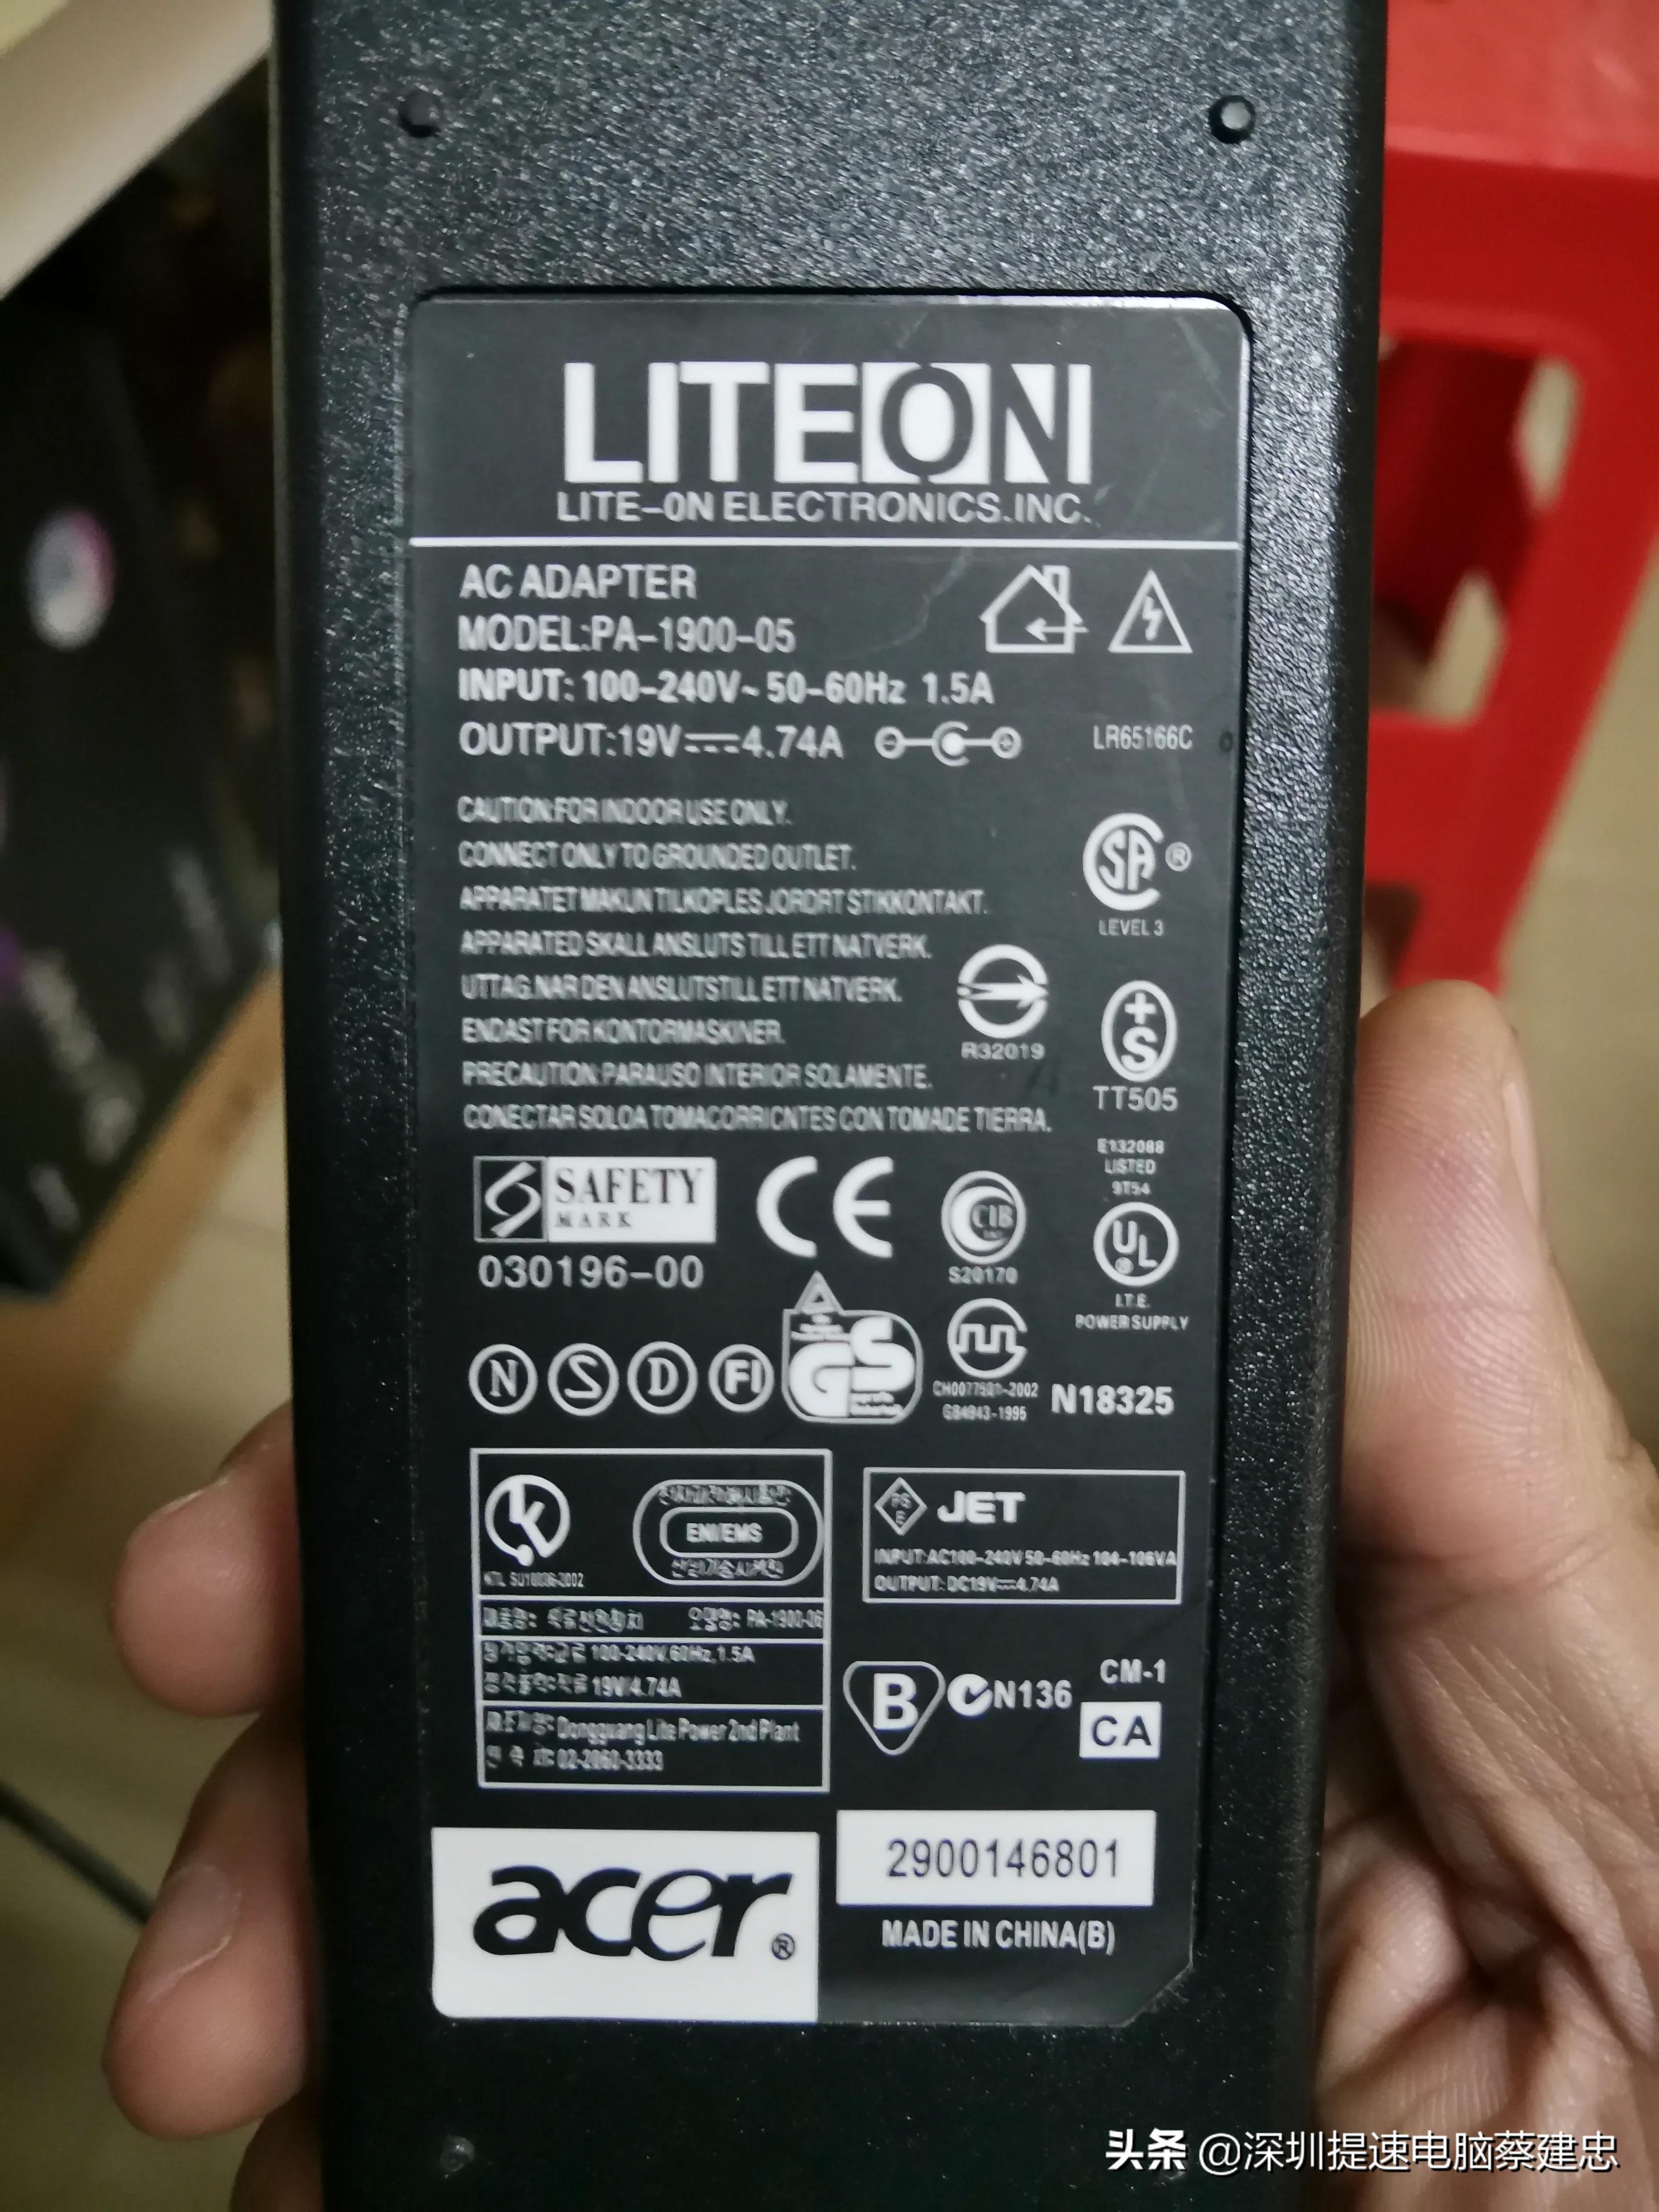 LITEON
LITE-ON ELECTRONICS.INC.
AC ADAPTER
MODEL:PA-1900-05
INPUT: 100-240V~ 50-60Hz 1.5A
OUTPUT:19V⎓4.74A
LR65166C
CAUTION:FOR INDOOR USE ONLY.
CONNECT ONLY TO GROUNDED OUTLET.
APPARATET MAKUN TILKOPLES JORDRT STIKKONTAKT.
APPARATED SKALL ANSLUTS TILL ETT NATVERK.
UTTAG.NAR DEN ANSLUTSTILL ETT NATVERK.
ENDAST FOR KONTORMASKINER.
PRECAUTION: PARAUSO INTERIOR SOLAMENTE.
CONECTAR SOLOA TOMACORRICNTES CON TOMADE TIERRA.
SA ®
LEVEL 3
R32019
+S
TT505
E132088
LISTED
9T54
UL ®
I.T.E.
POWER SUPPLY
S SAFETY
MARK
030196-00
CE
CIB
S20170
N S D FI
GS
CH0077501-2002
GB4943-1995
N18325
K
EN/EMS
PS
E
JET
INPUT:AC100-240V 50-60Hz 104-106VA
OUTPUT: DC19V⎓4.74A
PA-1900-05
100-240V,60Hz, 1.5A
19V/4.74A
Dongguang Lite Power 2nd Plant
02-2060-3333
B
N136
CM-1
CA
acer®
2900146801
MADE IN CHINA(B)
头条 @深圳提速电脑蔡建忠